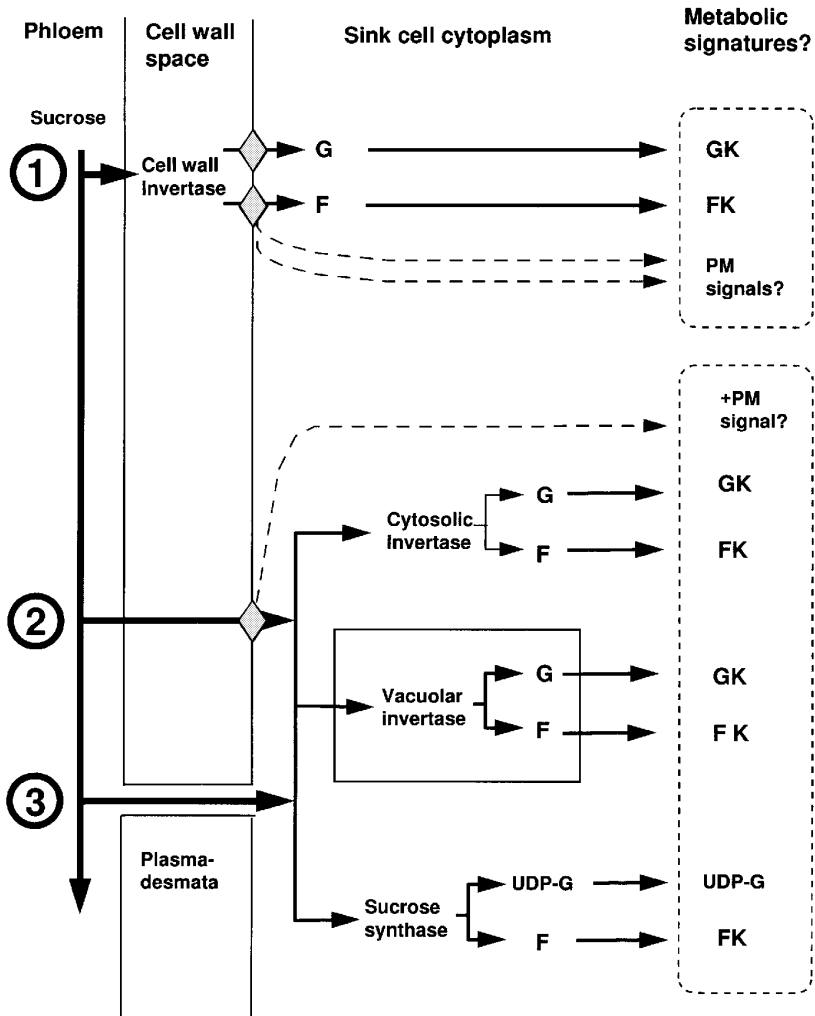 Phloem
Cell wall
space
Sink cell cytoplasm
Metabolic
signatures?
Sucrose
1
Cell wall
Invertase
G
GK
F
FK
PM
signals?
+PM
signal?
Cytosolic
Invertase
G
GK
F
FK
2
Vacuolar
invertase
G
GK
F
F K
3
Plasma-
desmata
Sucrose
synthase
UDP-G
UDP-G
F
FK